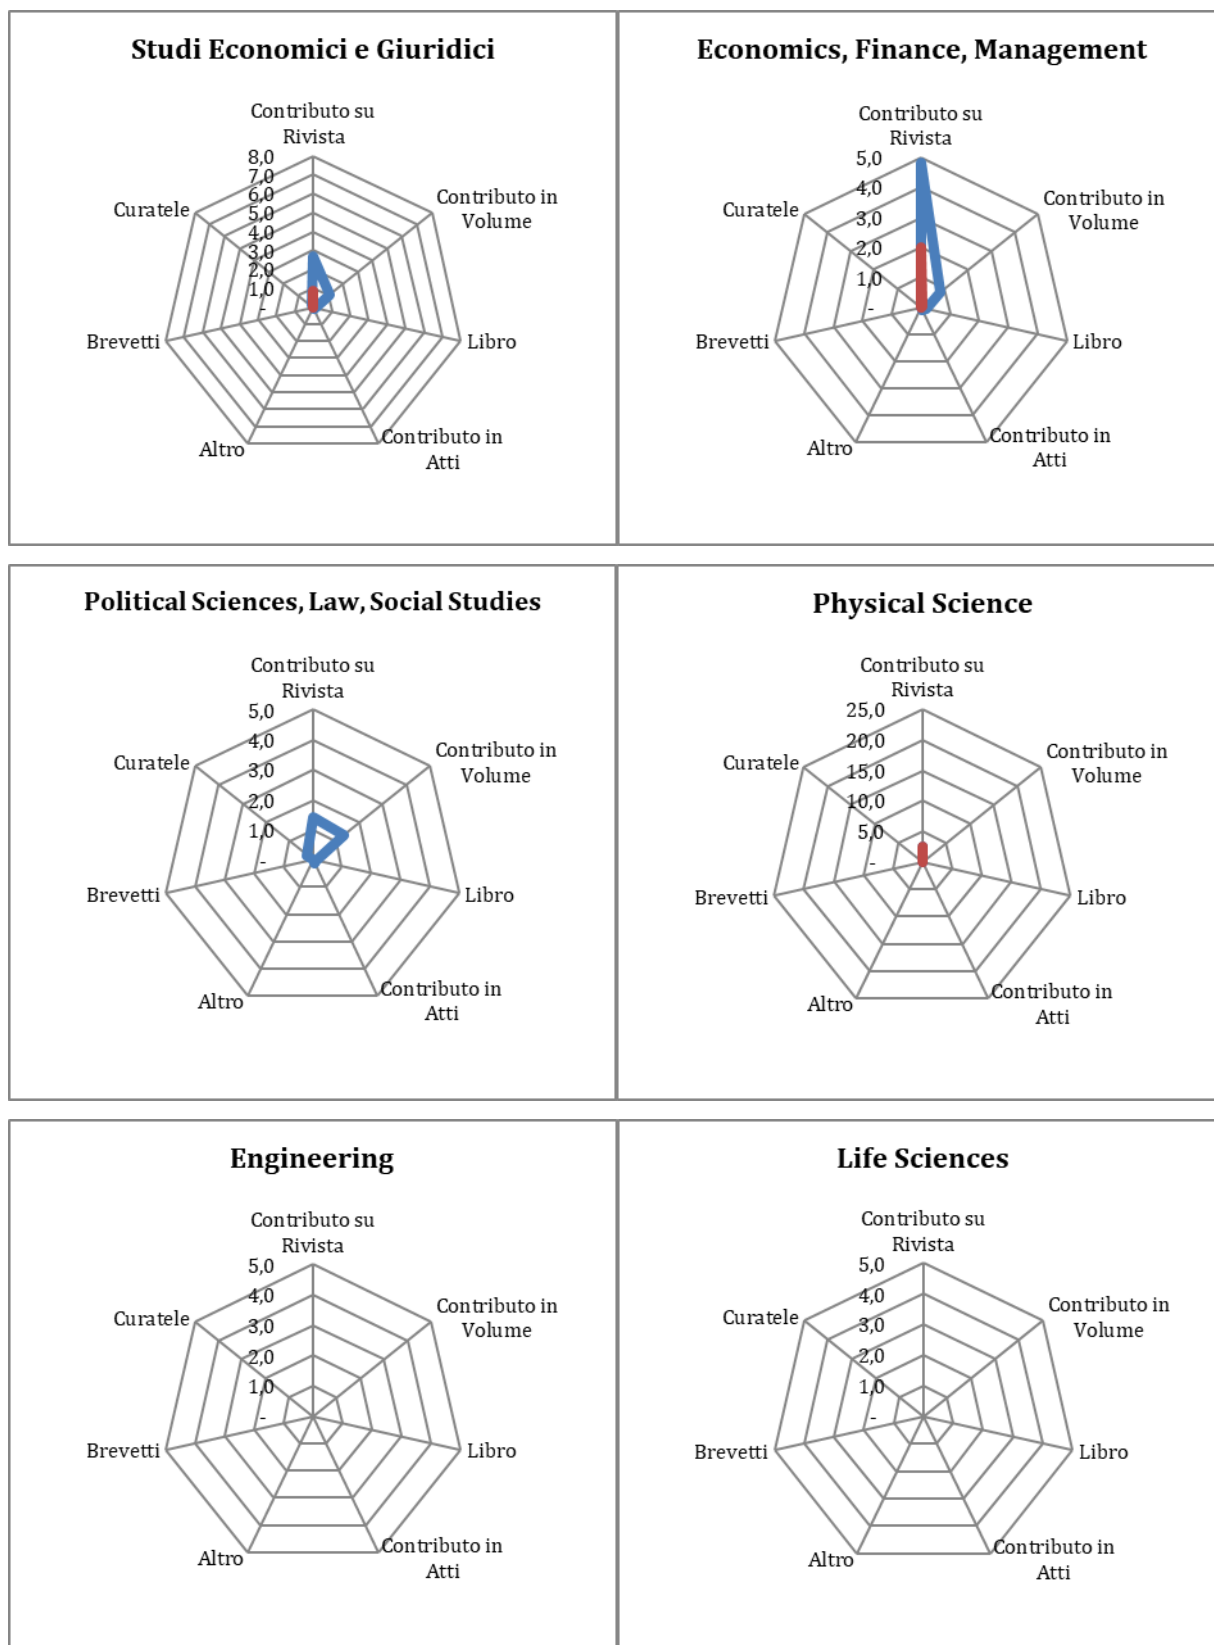 Studi Economici e Giuridici
Contributo su
Rivista
8,0
7,0
6,0
5,0
4,0
3,0
2,0
1,0
-
Contributo in
Volume
Libro
Contributo in
Atti
Altro
Brevetti
Curatele
Economics, Finance, Management
Contributo su
Rivista
5,0
4,0
3,0
2,0
1,0
-
Contributo in
Volume
Libro
Contributo in
Atti
Altro
Brevetti
Curatele
Political Sciences, Law, Social Studies
Contributo su
Rivista
5,0
4,0
3,0
2,0
1,0
-
Contributo in
Volume
Libro
Contributo in
Atti
Altro
Brevetti
Curatele
Physical Science
Contributo su
Rivista
25,0
20,0
15,0
10,0
5,0
-
Contributo in
Volume
Libro
Contributo in
Atti
Altro
Brevetti
Curatele
Engineering
Contributo su
Rivista
5,0
4,0
3,0
2,0
1,0
-
Contributo in
Volume
Libro
Contributo in
Atti
Altro
Brevetti
Curatele
Life Sciences
Contributo su
Rivista
5,0
4,0
3,0
2,0
1,0
-
Contributo in
Volume
Libro
Contributo in
Atti
Altro
Brevetti
Curatele